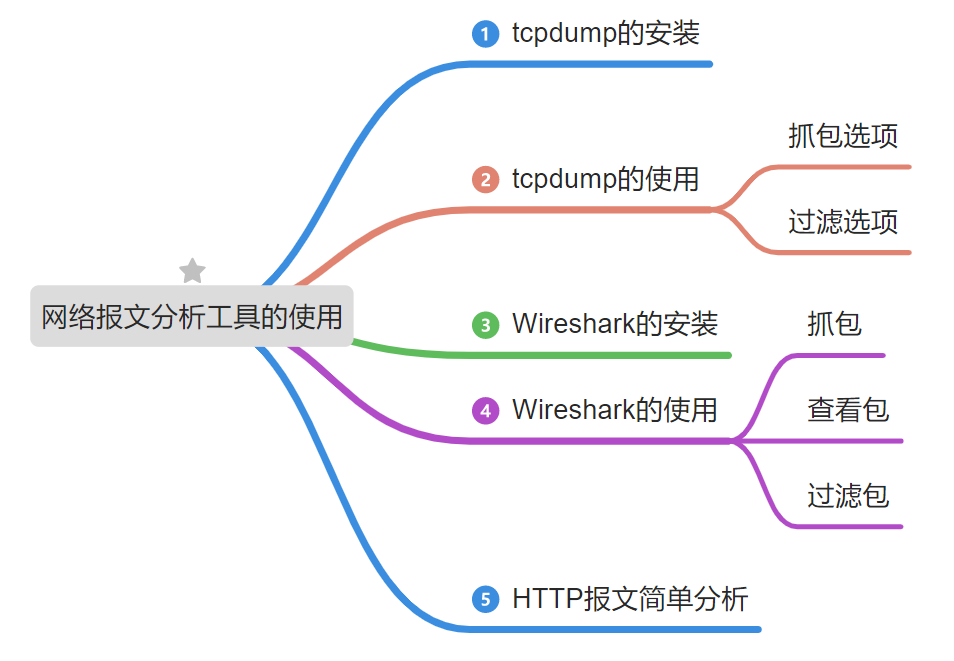 网络报文分析工具的使用
1 tcpdump的安装
2 tcpdump的使用
抓包选项
过滤选项
3 Wireshark的安装
4 Wireshark的使用
抓包
查看包
过滤包
5 HTTP报文简单分析